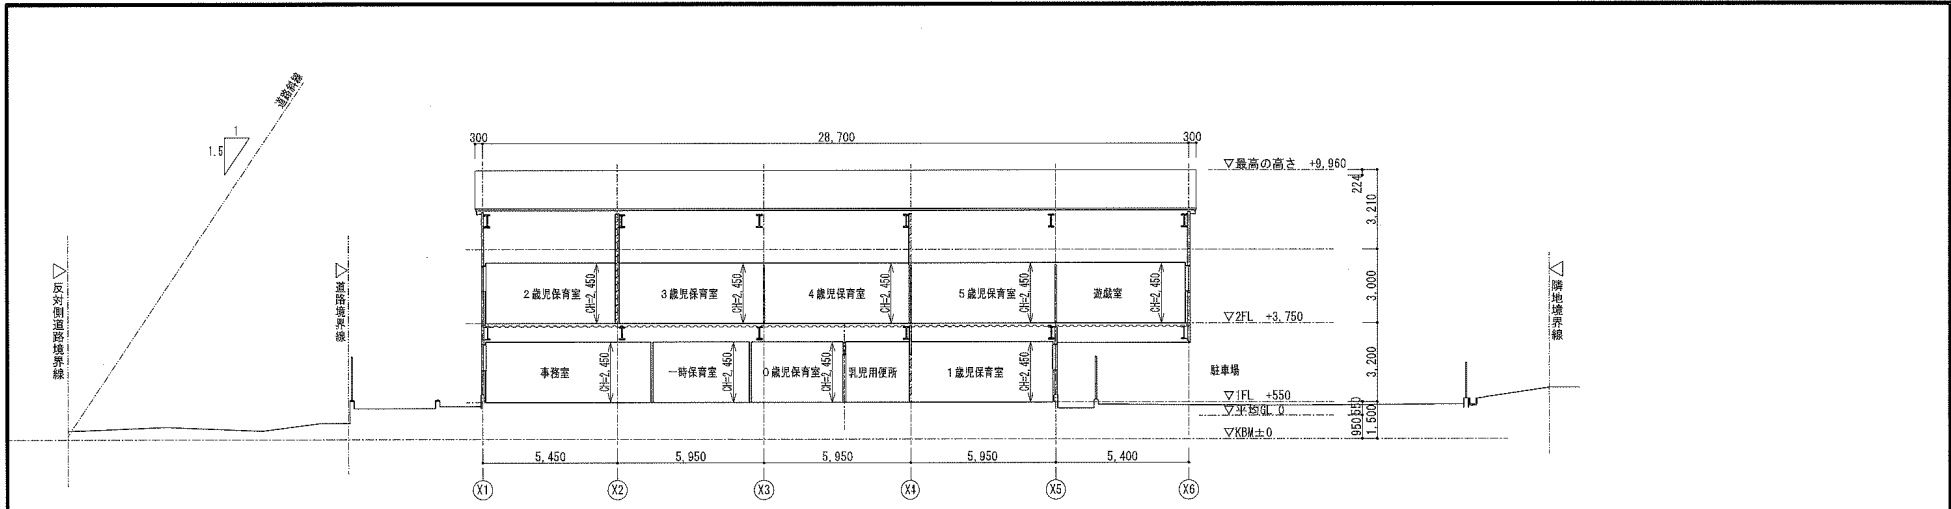 道路斜線
1
1.5
300
28,700
300
▽最高の高さ +9,960
224
3,210
3,000
3,200
550
950
1,500
▽反対側道路境界線
▽道路境界線
▽隣地境界線
2歳児保育室
CH=2,450
3歳児保育室
CH=2,450
4歳児保育室
CH=2,450
5歳児保育室
CH=2,450
遊戯室
CH=2,450
▽2FL +3,750
事務室
CH=2,450
一時保育室
CH=2,450
0歳児保育室
CH=2,450
乳児用便所
1歳児保育室
CH=2,450
駐車場
▽1FL +550
▽平均GL 0
▽KBM±0
5,450
5,950
5,950
5,950
5,400
X1
X2
X3
X4
X5
X6